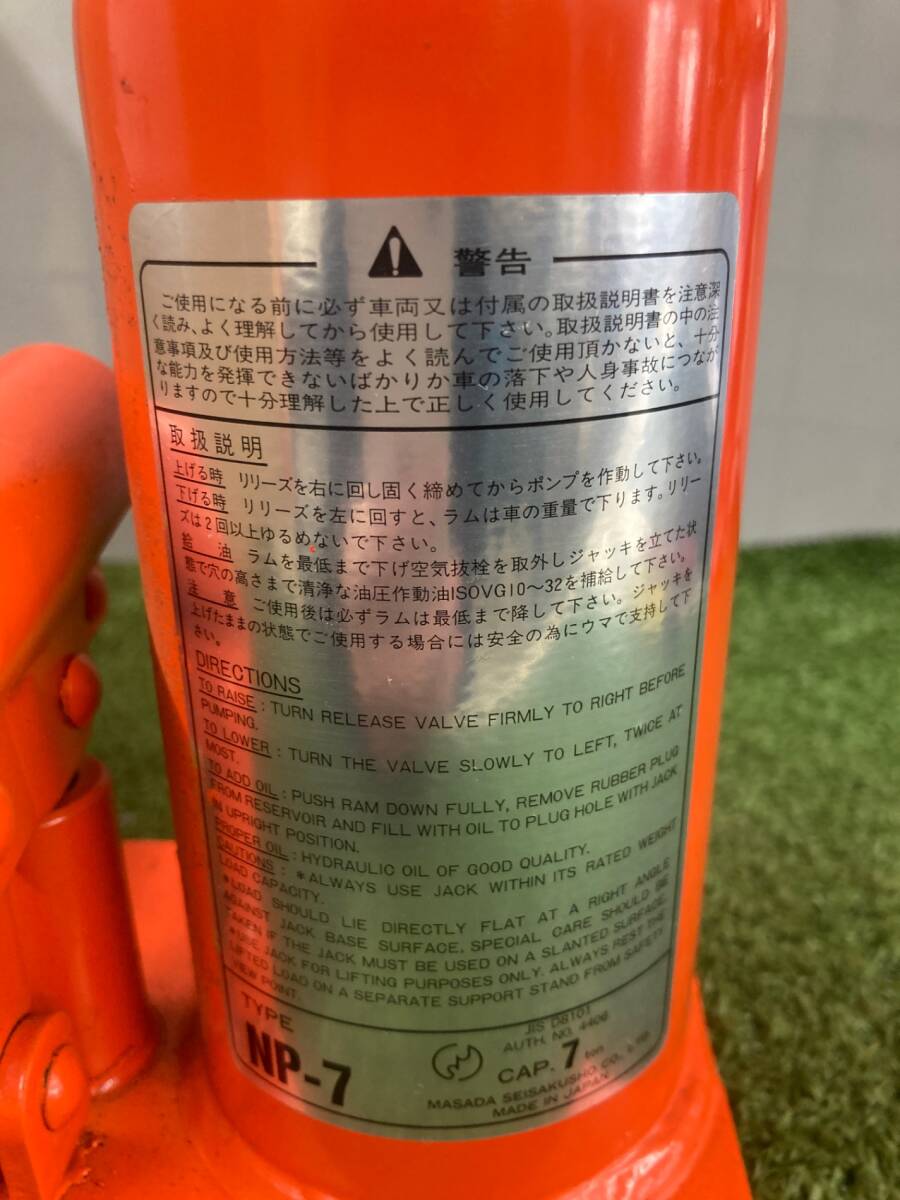 警告
ご使用になる前に必ず車両又は付属の取扱説明書を注意深
く読み、よく理解してから使用して下さい。取扱説明書の中の注
意事項及び使用方法等をよく読んでご使用頂かないと、十分
な能力を発揮できないばかりか車の落下や人身事故につなが
りますので十分理解した上で正しく使用してください。
取扱説明
上げる時 リリーズを右に回し固く締めてからポンプを作動して下さい。
下げる時 リリーズを左に回すと、ラムは車の重量で下ります。リリー
ズは2回以上ゆるめないで下さい。
給油 ラムを最低まで下げ空気抜栓を取外しジャッキを立てた状
態で穴の高さまで清浄な油圧作動油ISOVG10〜32を補給して下さい。
注意 ご使用後は必ずラムは最低まで降して下さい。ジャッキを
上げたままの状態でご使用する場合には安全の為にウマで支持して下
さい。
DIRECTIONS
TO RAISE : TURN RELEASE VALVE FIRMLY TO RIGHT BEFORE
PUMPING.
TO LOWER : TURN THE VALVE SLOWLY TO LEFT, TWICE AT
MOST.
TO ADD OIL : PUSH RAM DOWN FULLY, REMOVE RUBBER PLUG
FROM RESERVOIR AND FILL WITH OIL TO PLUG HOLE WITH JACK
IN UPRIGHT POSITION.
PROPER OIL : HYDRAULIC OIL OF GOOD QUALITY.
CAUTIONS : *ALWAYS USE JACK WITHIN ITS RATED WEIGHT
LOAD CAPACITY.
*LOAD SHOULD LIE DIRECTLY FLAT AT A RIGHT ANGLE
AGAINST JACK BASE SURFACE. SPECIAL CARE SHOULD BE
TAKEN IF THE JACK MUST BE USED ON A SLANTED SURFACE.
*USE JACK FOR LIFTING PURPOSES ONLY. ALWAYS REST THE
LIFTED LOAD ON A SEPARATE SUPPORT STAND FROM SAFETY
VIEW POINT.
TYPE
NP-7
JIS D8101
AUTH. NO. 4406
CAP. 7 ton
MASADA SEISAKUSHO CO., LTD.
MADE IN JAPAN